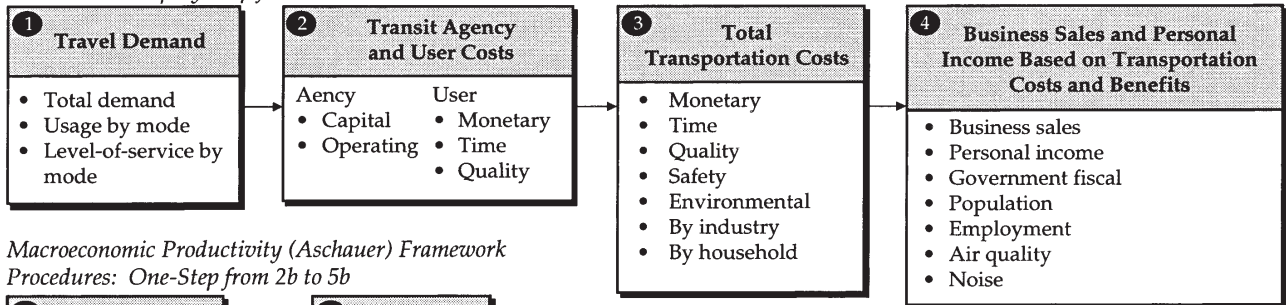 1
Travel Demand
• Total demand
• Usage by mode
• Level-of-service by
mode
2
Transit Agency
and User Costs
Aency
• Capital
• Operating
User
• Monetary
• Time
• Quality
3
Total
Transportation Costs
• Monetary
• Time
• Quality
• Safety
• Environmental
• By industry
• By household
4
Business Sales and Personal
Income Based on Transportation
Costs and Benefits
• Business sales
• Personal income
• Government fiscal
• Population
• Employment
• Air quality
• Noise
Macroeconomic Productivity (Aschauer) Framework
Procedures: One-Step from 2b to 5b